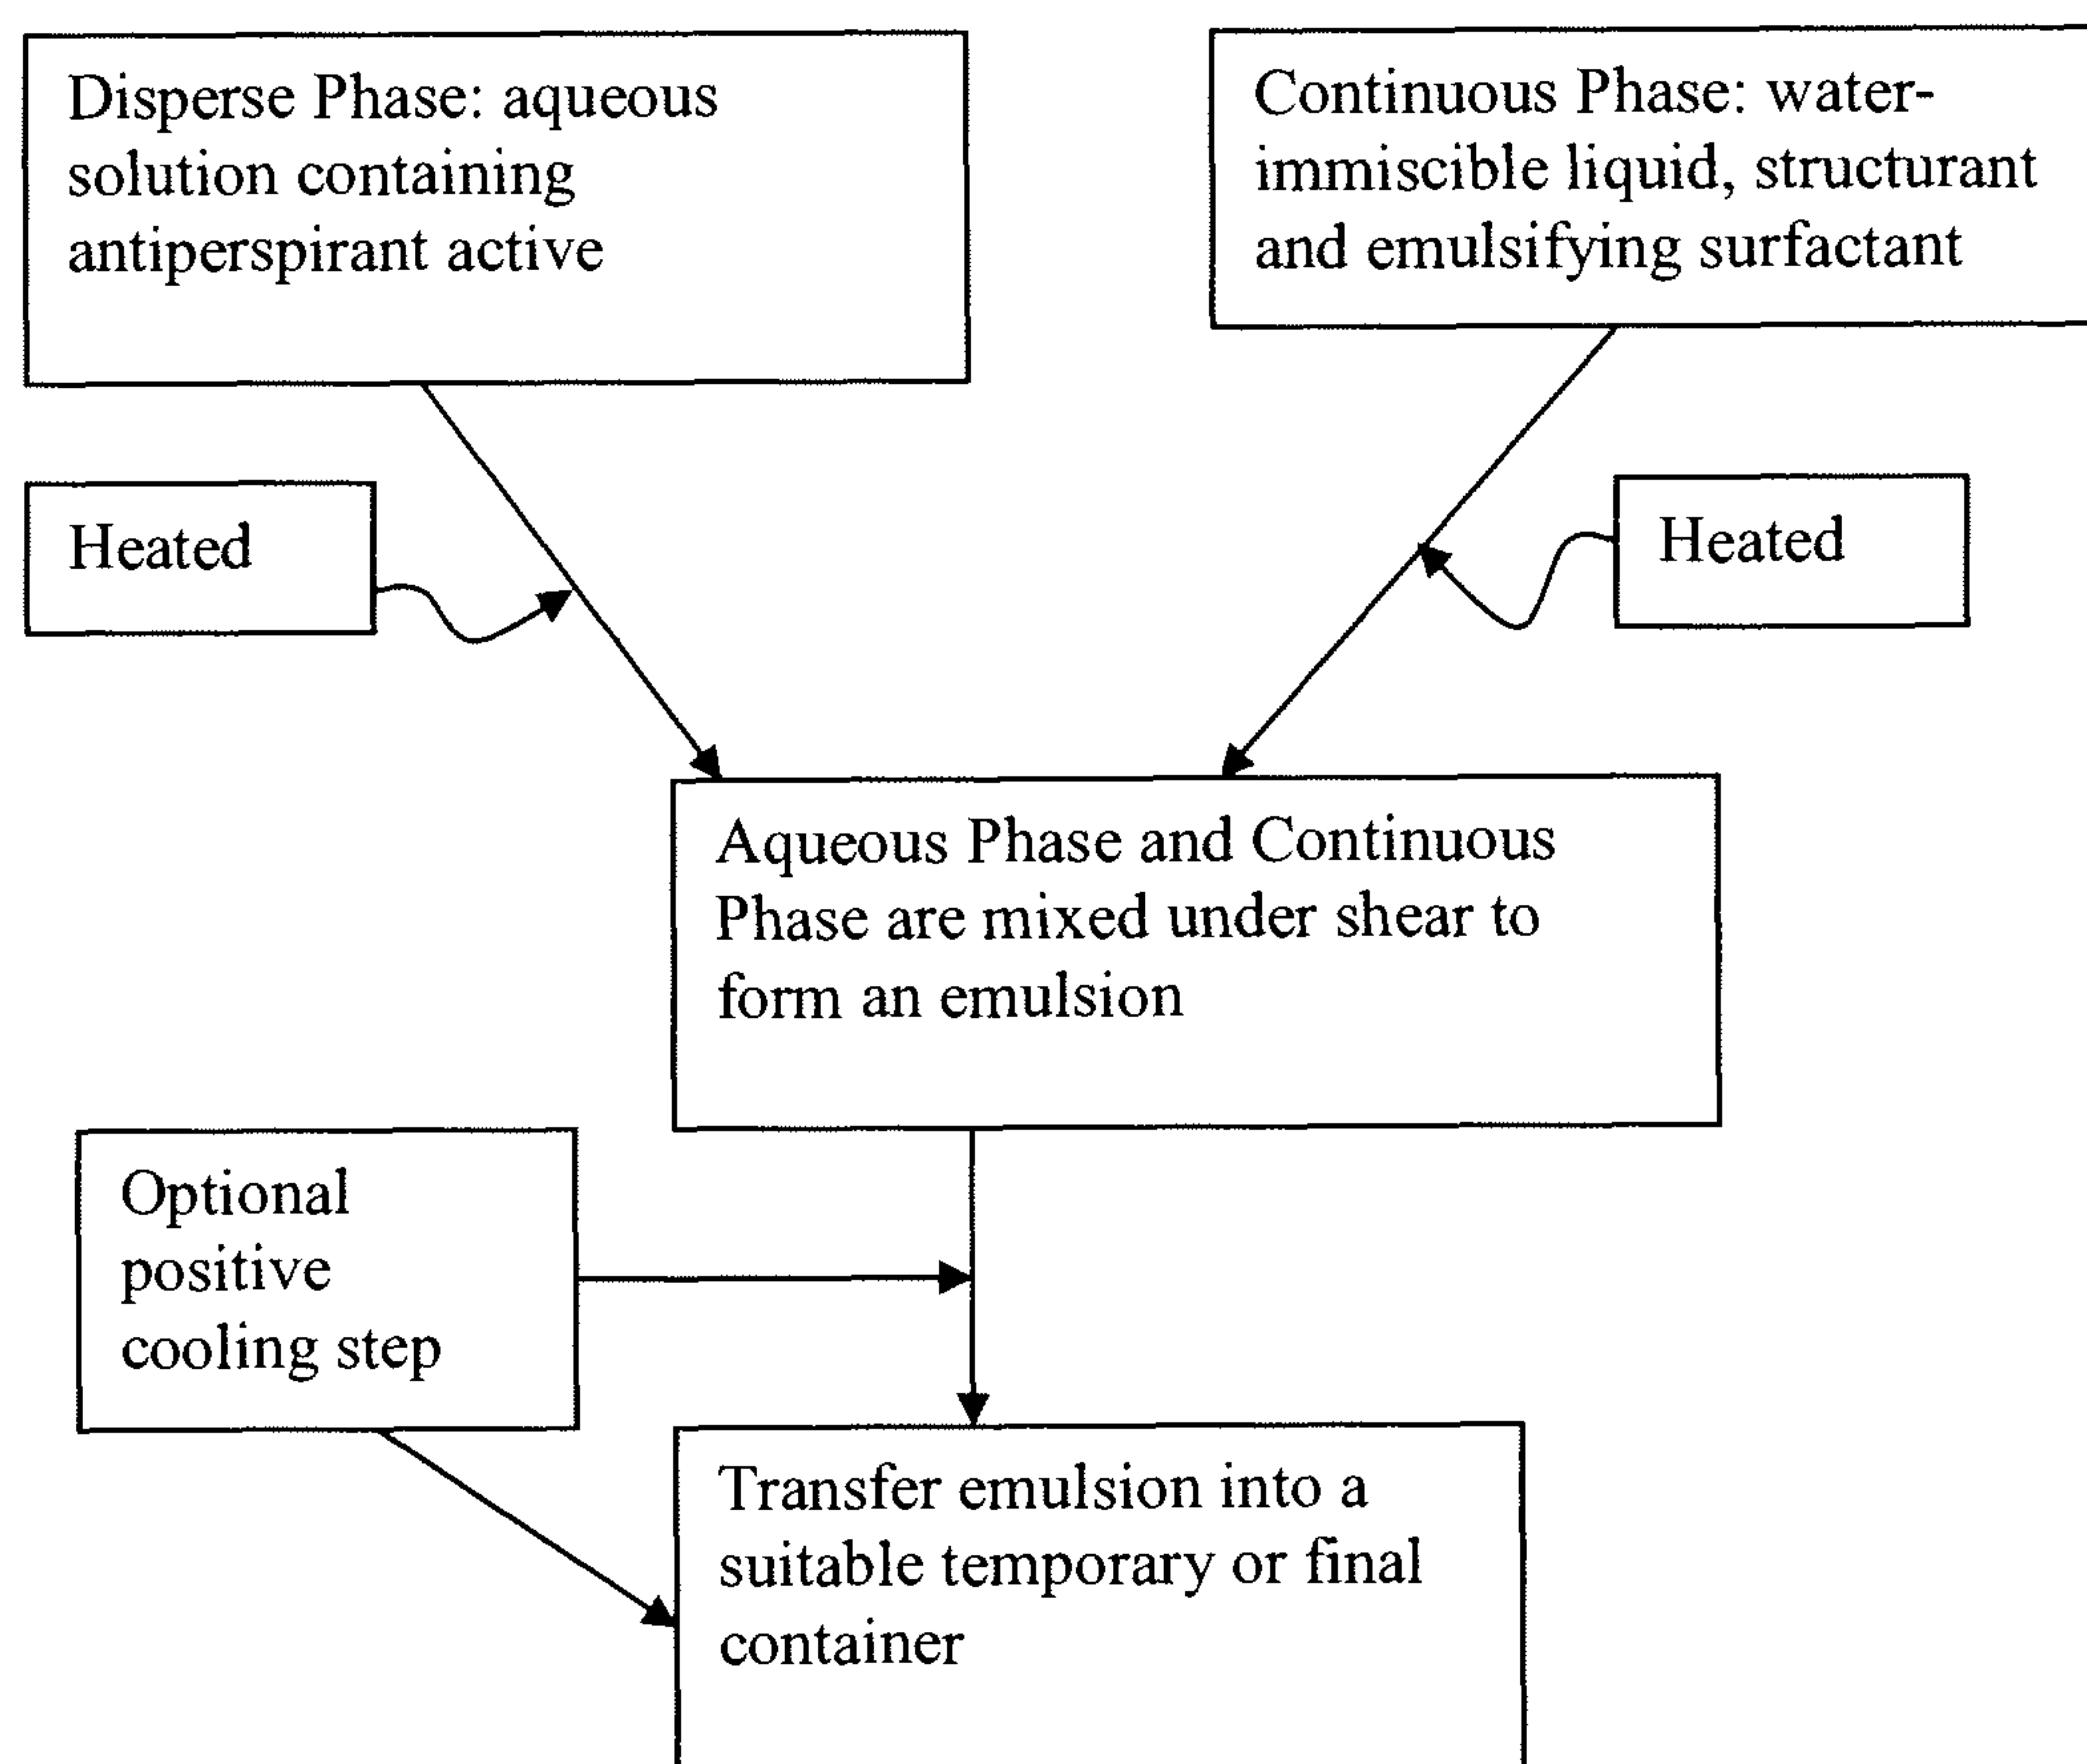 Disperse Phase: aqueous
solution containing
antiperspirant active
Continuous Phase: water-
immiscible liquid, structurant
and emulsifying surfactant
Heated
Heated
Aqueous Phase and Continuous
Phase are mixed under shear to
form an emulsion
Optional
positive
cooling step
Transfer emulsion into a
suitable temporary or final
container